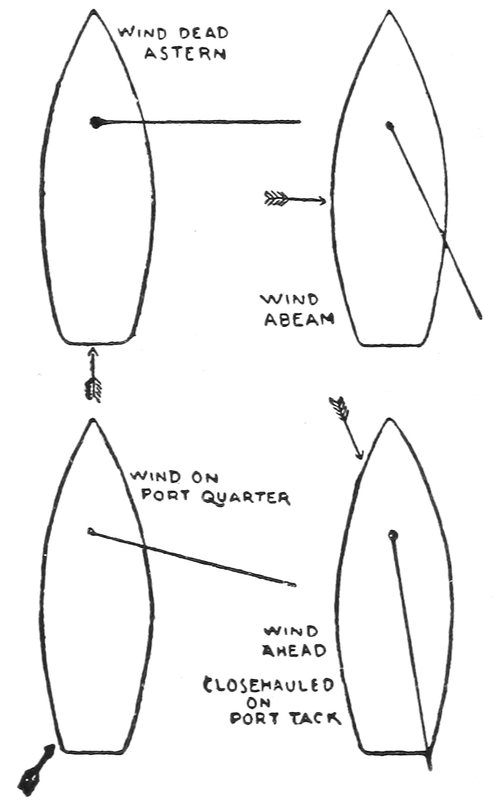 WIND DEAD
ASTERN
WIND
ABEAM
WIND ON
PORT QUARTER
WIND
AHEAD
CLOSEHAULED
ON
PORT TACK